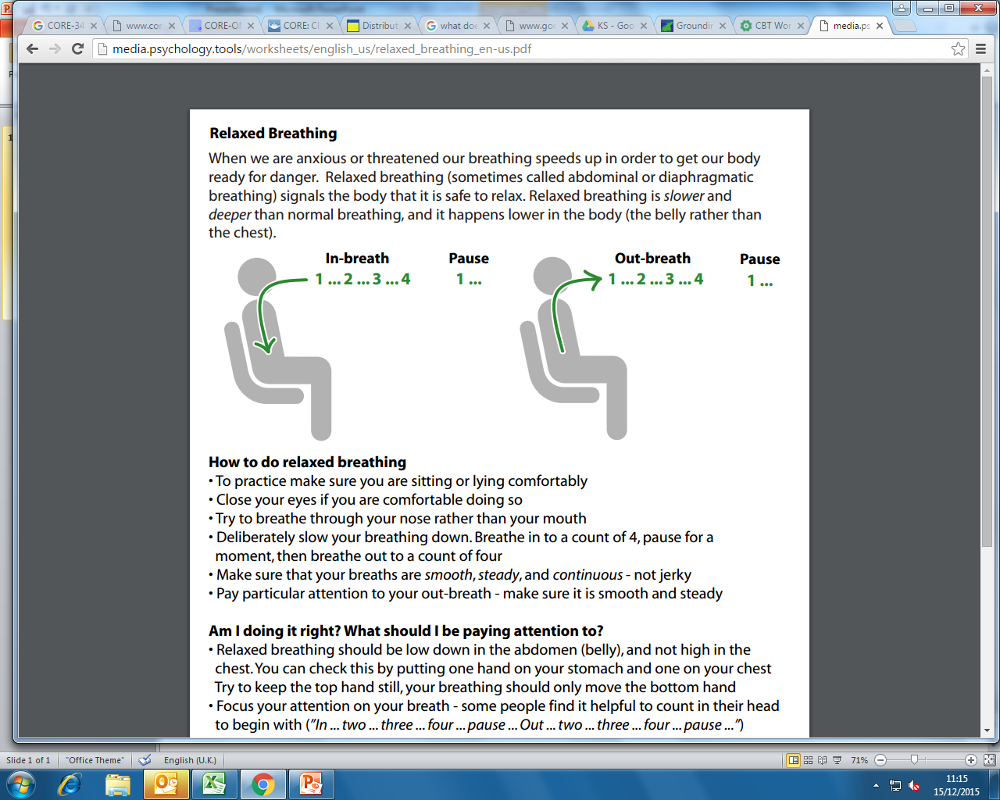 CORE-34
www.cor
CORE-OM
CORE: CI
Distribut
what doe
www.goo
KS - Goo
Groundin
CBT Wor
media.ps
media.psychology.tools/worksheets/english_us/relaxed_breathing_en-us.pdf
Relaxed Breathing
When we are anxious or threatened our breathing speeds up in order to get our body
ready for danger. Relaxed breathing (sometimes called abdominal or diaphragmatic
breathing) signals the body that it is safe to relax. Relaxed breathing is slower and
deeper than normal breathing, and it happens lower in the body (the belly rather than
the chest).
In-breath Pause Out-breath Pause
1 ... 2 ... 3 ... 4 1 ... 1 ... 2 ... 3 ... 4 1 ...
How to do relaxed breathing
• To practice make sure you are sitting or lying comfortably
• Close your eyes if you are comfortable doing so
• Try to breathe through your nose rather than your mouth
• Deliberately slow your breathing down. Breathe in to a count of 4, pause for a
moment, then breathe out to a count of four
• Make sure that your breaths are smooth, steady, and continuous - not jerky
• Pay particular attention to your out-breath - make sure it is smooth and steady
Am I doing it right? What should I be paying attention to?
• Relaxed breathing should be low down in the abdomen (belly), and not high in the
chest. You can check this by putting one hand on your stomach and one on your chest
Try to keep the top hand still, your breathing should only move the bottom hand
• Focus your attention on your breath - some people find it helpful to count in their head
to begin with (”In ... two ... three ... four ... pause ... Out ... two ... three ... four ... pause ...”)
Slide 1 of 1 "Office Theme" English (U.K.) 71%
11:15
15/12/2015